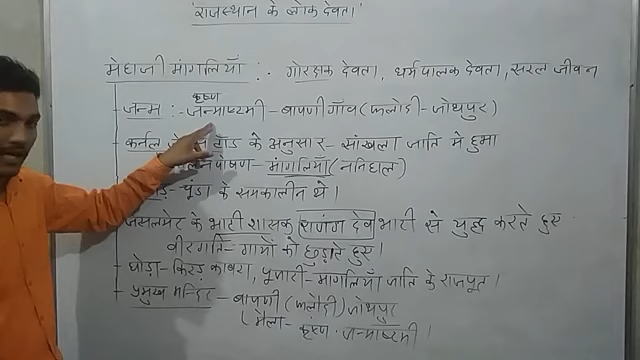 'राजस्थान के लोक देवता'
मेहाजी मांगलियाँ :- गोरक्षक देवता, धर्म पालक देवता, सरल जीवन
कृष्ण
- जन्म :- जन्माष्टमी - बापणी गाँव (फलोदी - जोधपुर)
- कर्नल टॉड के अनुसार - सांखला जाति मे हुआ
पोषण - मांगलियाँ (ननिहाल)
चूंडा के समकालीन थे।
जैसलमेर के भाटी शासक राणंग देव भाटी से युद्ध करते हुए
वीरगति - गायों को छुड़ाते हुए।
- घोड़ा - किरड़ काबरा, पूजारी - मांगलियाँ जाति के राजपूत।
- प्रमुख मन्दिर - बापणी (फलोदी) जोधपुर
(मेला - कृष्ण जन्माष्टमी।